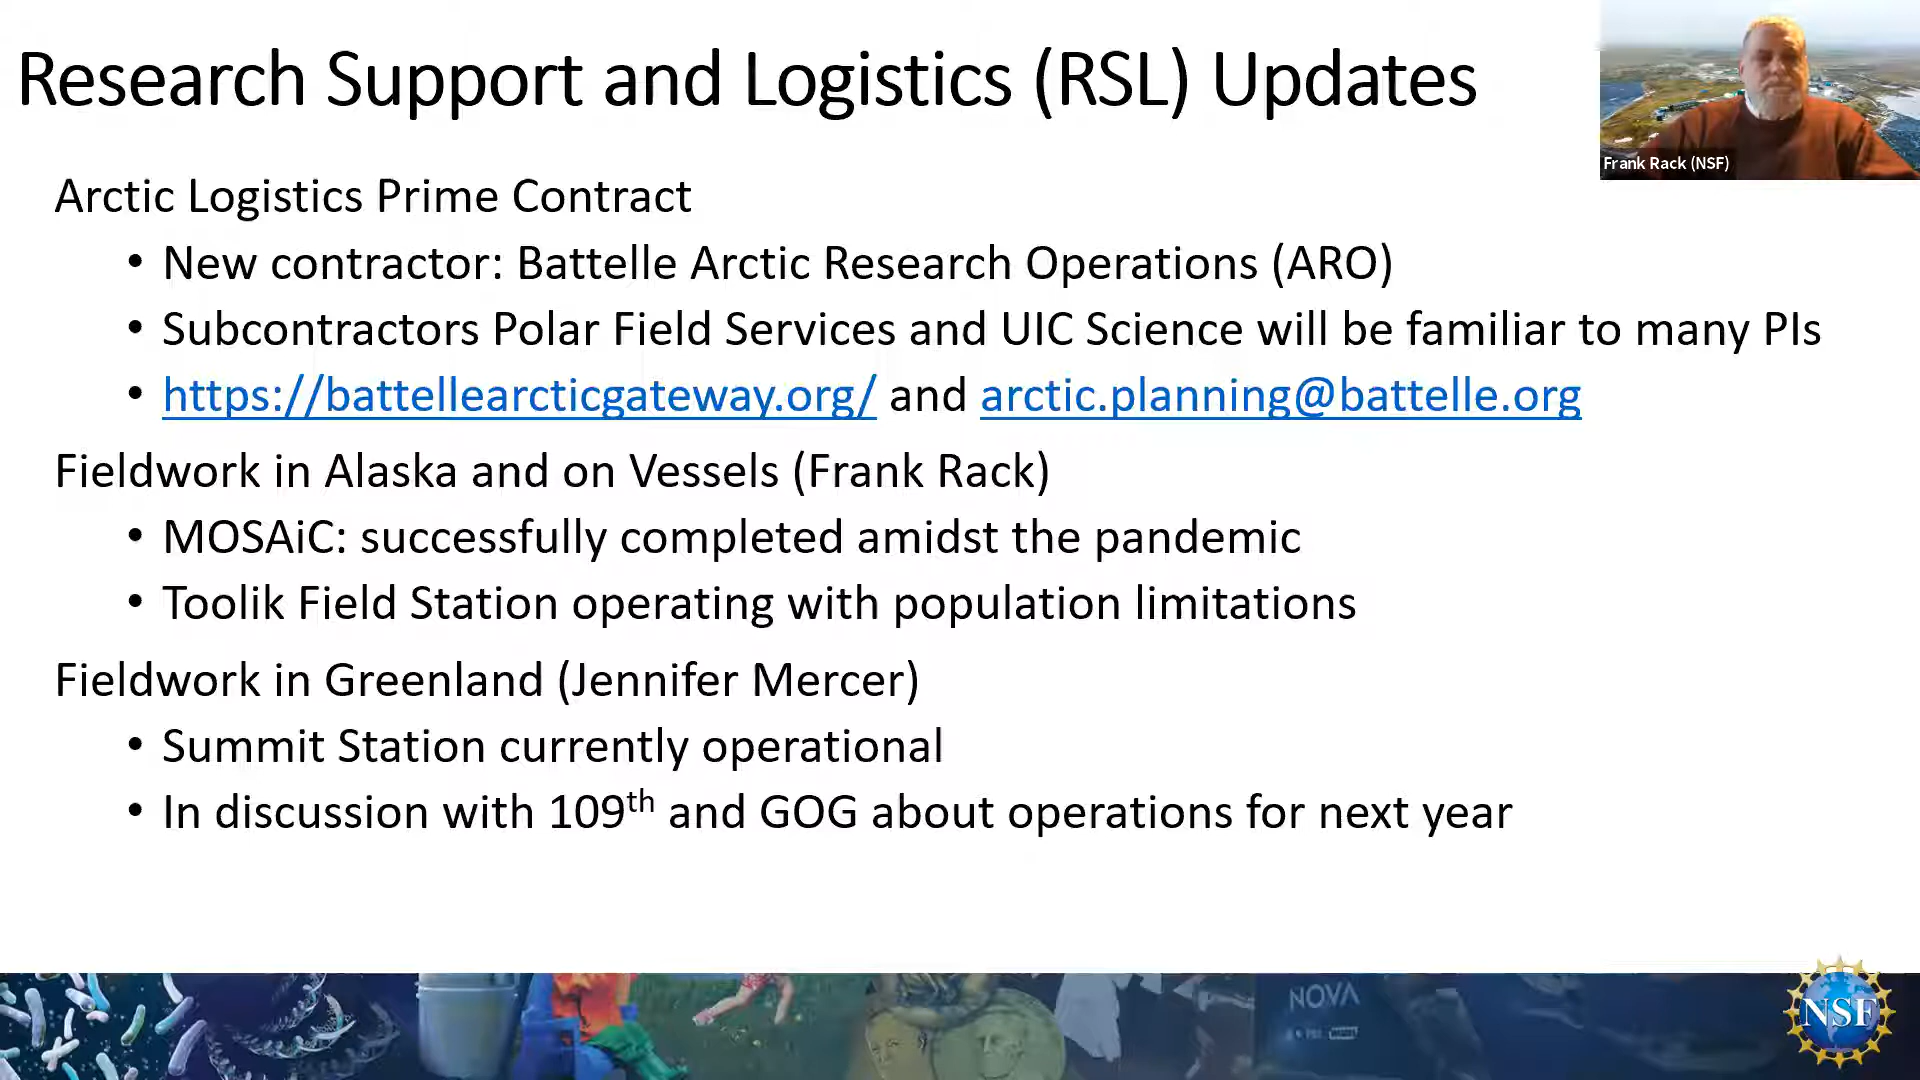 Research Support and Logistics (RSL) Updates
Frank Rack (NSF)
Arctic Logistics Prime Contract
• New contractor: Battelle Arctic Research Operations (ARO)
• Subcontractors Polar Field Services and UIC Science will be familiar to many PIs
• https://battellearcticgateway.org/ and arctic.planning@battelle.org
Fieldwork in Alaska and on Vessels (Frank Rack)
• MOSAiC: successfully completed amidst the pandemic
• Toolik Field Station operating with population limitations
Fieldwork in Greenland (Jennifer Mercer)
• Summit Station currently operational
• In discussion with 109th and GOG about operations for next year
NOVA
NSF